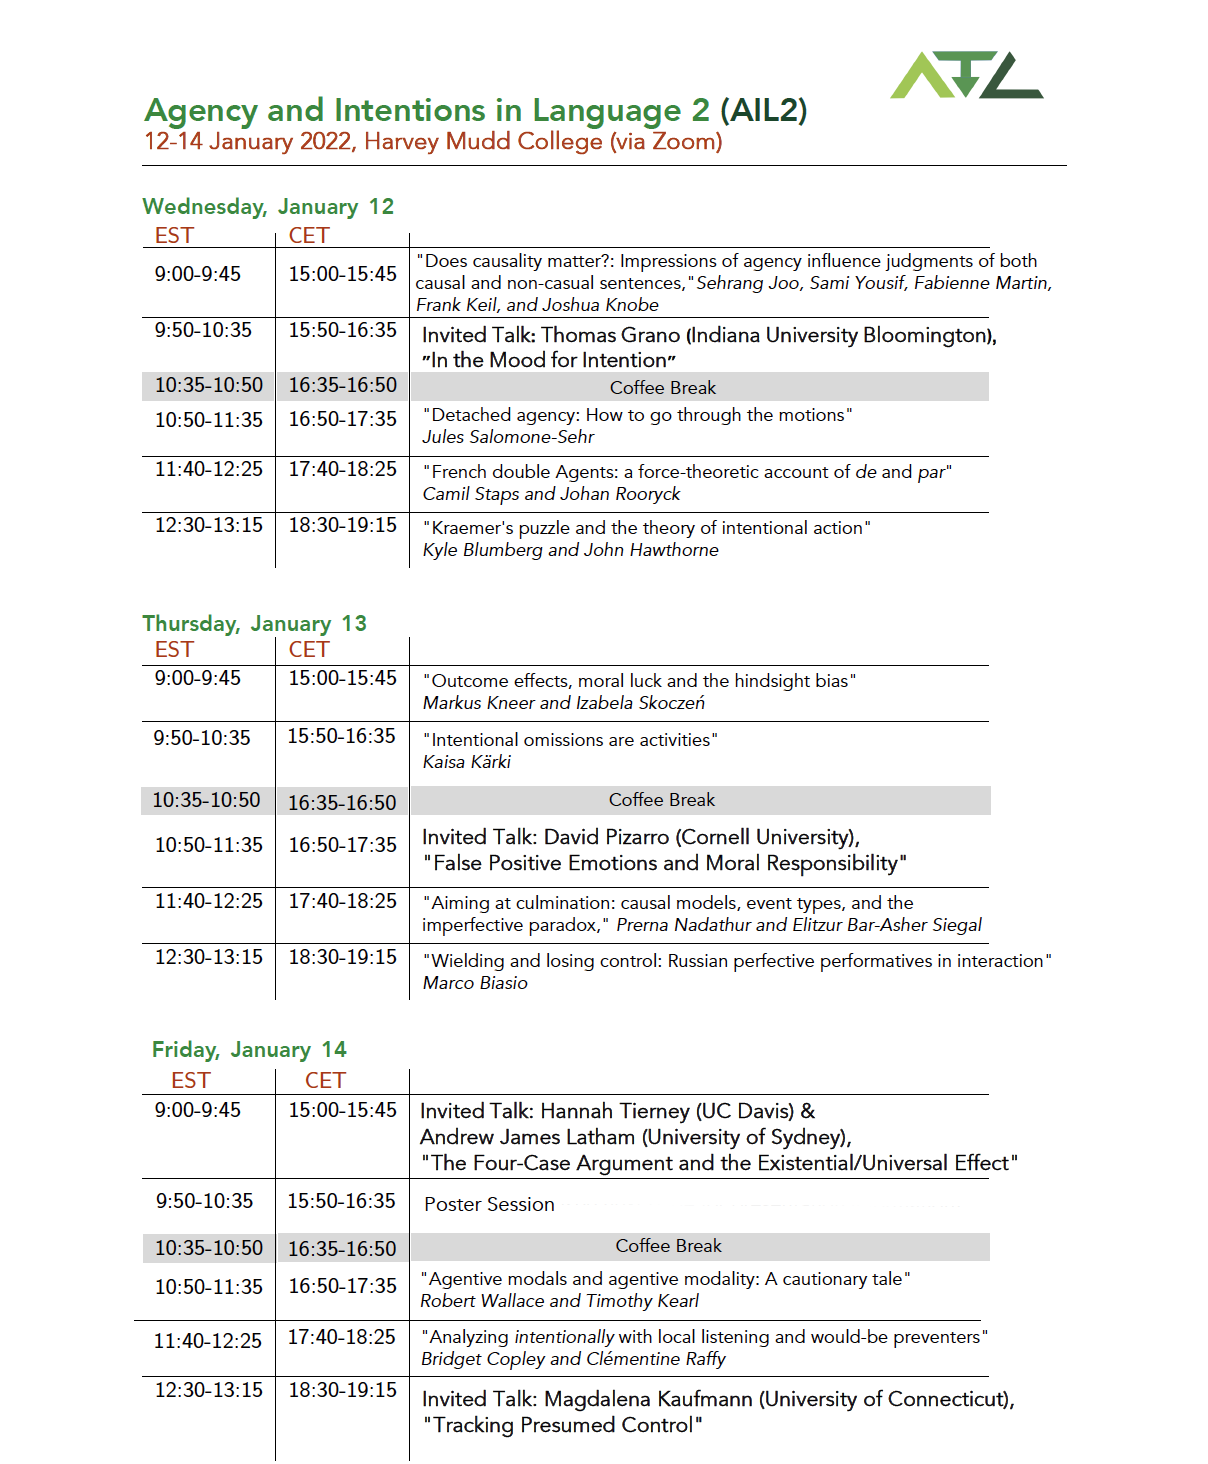 AIL
Agency and Intentions in Language 2 (AIL2)
12-14 January 2022, Harvey Mudd College (via Zoom)
Wednesday, January 12
EST CET
9:00-9:45 15:00-15:45 "Does causality matter?: Impressions of agency influence judgments of both
causal and non-casual sentences," Sehrang Joo, Sami Yousif, Fabienne Martin,
Frank Keil, and Joshua Knobe
9:50-10:35 15:50-16:35 Invited Talk: Thomas Grano (Indiana University Bloomington),
"In the Mood for Intention"
10:35-10:50 16:35-16:50 Coffee Break
10:50-11:35 16:50-17:35 "Detached agency: How to go through the motions"
Jules Salomone-Sehr
11:40-12:25 17:40-18:25 "French double Agents: a force-theoretic account of de and par"
Camil Staps and Johan Rooryck
12:30-13:15 18:30-19:15 "Kraemer's puzzle and the theory of intentional action"
Kyle Blumberg and John Hawthorne
Thursday, January 13
EST CET
9:00-9:45 15:00-15:45 "Outcome effects, moral luck and the hindsight bias"
Markus Kneer and Izabela Skoczeń
9:50-10:35 15:50-16:35 "Intentional omissions are activities"
Kaisa Kärki
10:35-10:50 16:35-16:50 Coffee Break
10:50-11:35 16:50-17:35 Invited Talk: David Pizarro (Cornell University),
"False Positive Emotions and Moral Responsibility"
11:40-12:25 17:40-18:25 "Aiming at culmination: causal models, event types, and the
imperfective paradox," Prerna Nadathur and Elitzur Bar-Asher Siegal
12:30-13:15 18:30-19:15 "Wielding and losing control: Russian perfective performatives in interaction"
Marco Biasio
Friday, January 14
EST CET
9:00-9:45 15:00-15:45 Invited Talk: Hannah Tierney (UC Davis) &
Andrew James Latham (University of Sydney),
"The Four-Case Argument and the Existential/Universal Effect"
9:50-10:35 15:50-16:35 Poster Session
10:35-10:50 16:35-16:50 Coffee Break
10:50-11:35 16:50-17:35 "Agentive modals and agentive modality: A cautionary tale"
Robert Wallace and Timothy Kearl
11:40-12:25 17:40-18:25 "Analyzing intentionally with local listening and would-be preventers"
Bridget Copley and Clémentine Raffy
12:30-13:15 18:30-19:15 Invited Talk: Magdalena Kaufmann (University of Connecticut),
"Tracking Presumed Control"